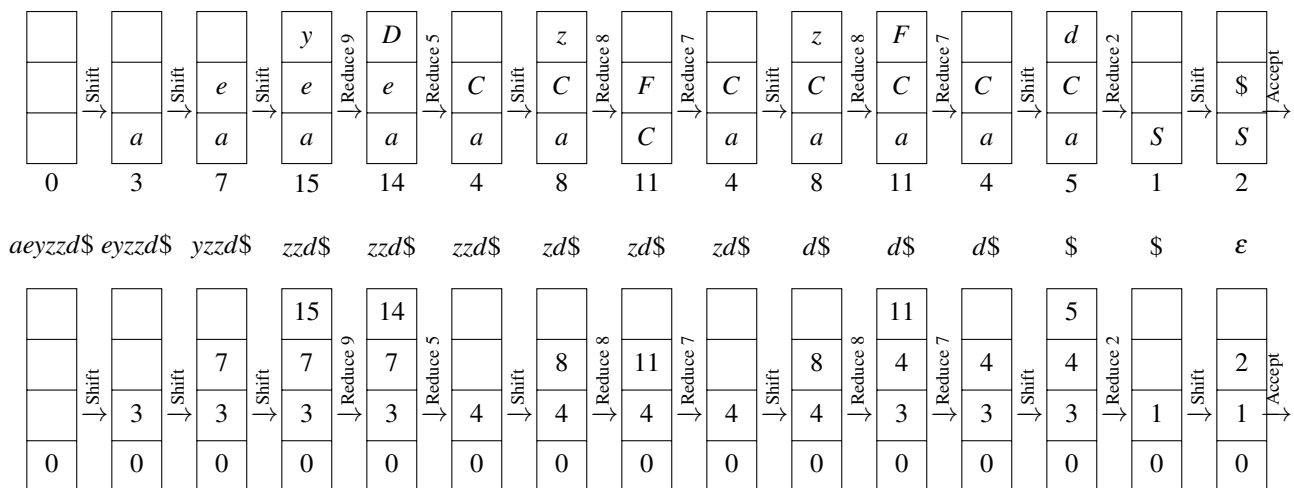 y D z z F d
Shift Shift Shift Reduce 9 Reduce 5 Shift Reduce 8 Reduce 7 Shift Reduce 8 Reduce 7 Shift Reduce 2 Shift Accept
e e e C C F C C C C C $
a a a a a a C a a a a a S S
0 3 7 15 14 4 8 11 4 8 11 4 5 1 2
aeyzzd$ eyzzd$ yzzd$ zzd$ zzd$ zzd$ zd$ zd$ zd$ d$ d$ d$ $ $ ε
15 14 11 5
Shift Shift Shift Reduce 9 Reduce 5 Shift Reduce 8 Reduce 7 Shift Reduce 8 Reduce 7 Shift Reduce 2 Shift Accept
7 7 7 8 11 8 4 4 4 2
3 3 3 3 4 4 4 4 4 3 3 3 1 1
0 0 0 0 0 0 0 0 0 0 0 0 0 0 0